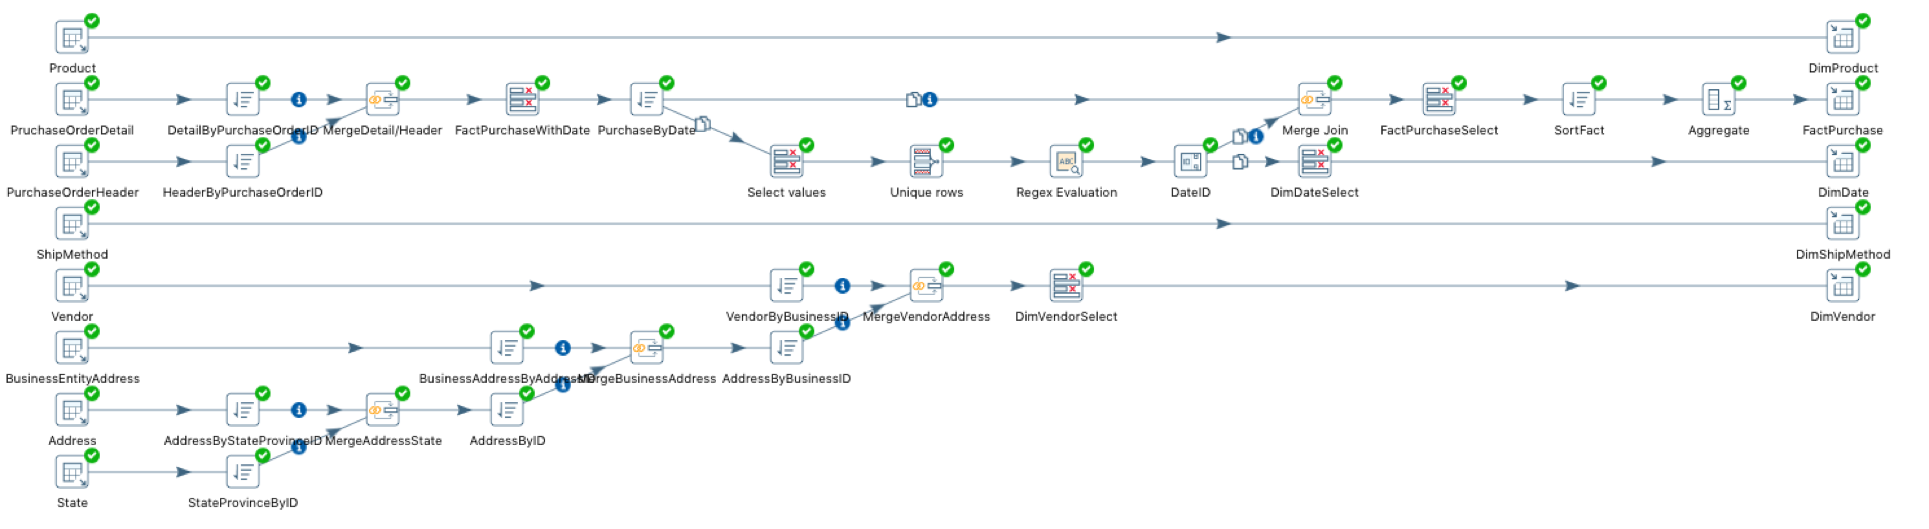 Product
DimProduct
PruchaseOrderDetail
DetailByPurchaseOrderID
MergeDetail/Header
FactPurchaseWithDate
PurchaseByDate
Merge Join
FactPurchaseSelect
SortFact
Aggregate
FactPurchase
PurchaseOrderHeader
HeaderByPurchaseOrderID
Select values
Unique rows
ABC
Regex Evaluation
DateID
DimDateSelect
DimDate
ShipMethod
DimShipMethod
Vendor
VendorByBusinessID
MergeVendorAddress
DimVendorSelect
DimVendor
BusinessEntityAddress
BusinessAddressByAddressID
MergeBusinessAddress
AddressByBusinessID
Address
AddressByStateProvinceID
MergeAddressState
AddressByID
State
StateProvinceByID